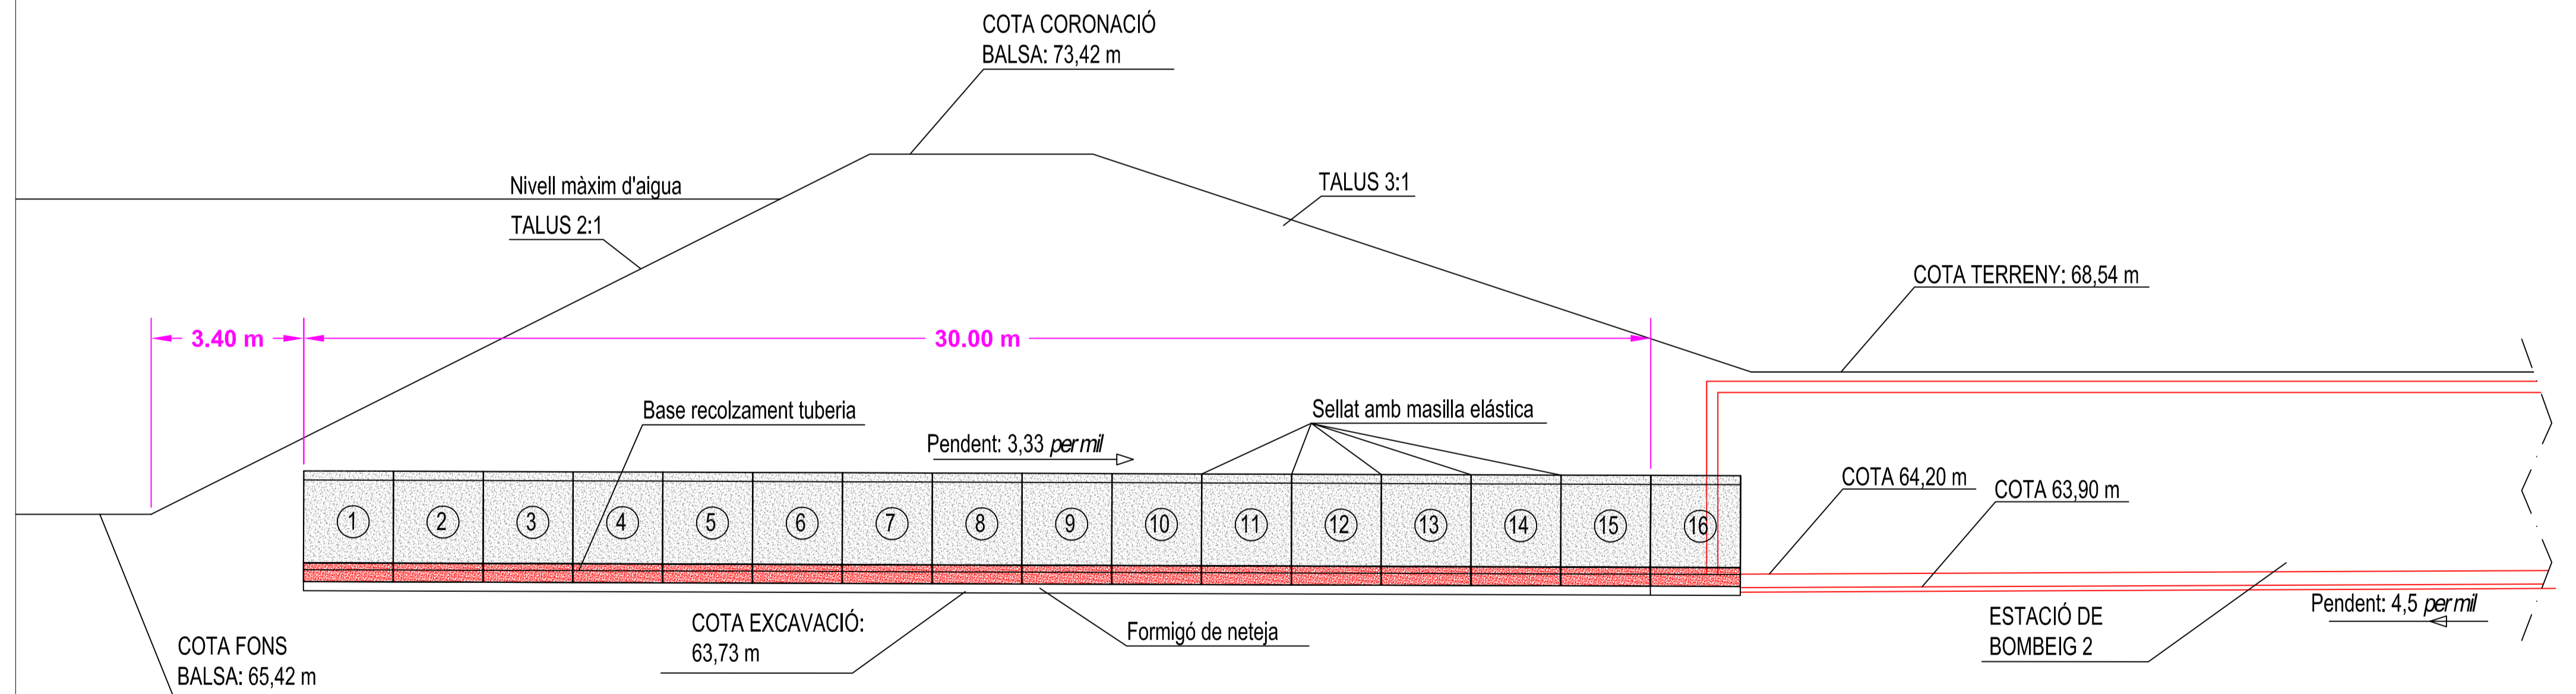 COTA CORONACIÓ
BALSA: 73,42 m
Nivell màxim d'aigua
TALUS 2:1
TALUS 3:1
COTA TERRENY: 68,54 m
3.40 m
30.00 m
Base recolzament tuberia
Sellat amb masilla elástica
Pendent: 3,33 per mil
COTA 64,20 m
COTA 63,90 m
1
2
3
4
5
6
7
8
9
10
11
12
13
14
15
16
COTA EXCAVACIÓ:
63,73 m
Formigó de neteja
ESTACIÓ DE
BOMBEIG 2
Pendent: 4,5 per mil
COTA FONS
BALSA: 65,42 m